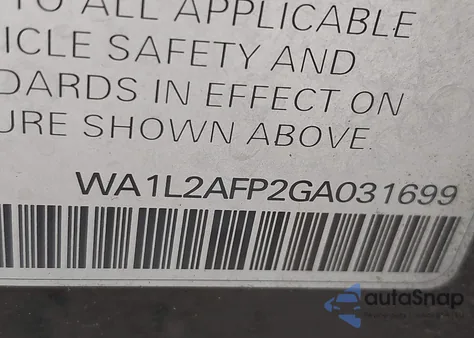 TO ALL APPLICABLE
ICLE SAFETY AND
DARDS IN EFFECT ON
URE SHOWN ABOVE.
WA1L2AFP2GA031699
autoSnap